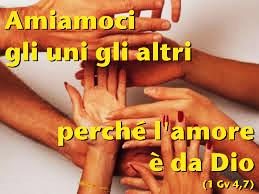 Amiamoci
gli uni gli altri
perché l'amore
è da Dio
(1 Gv 4,7)